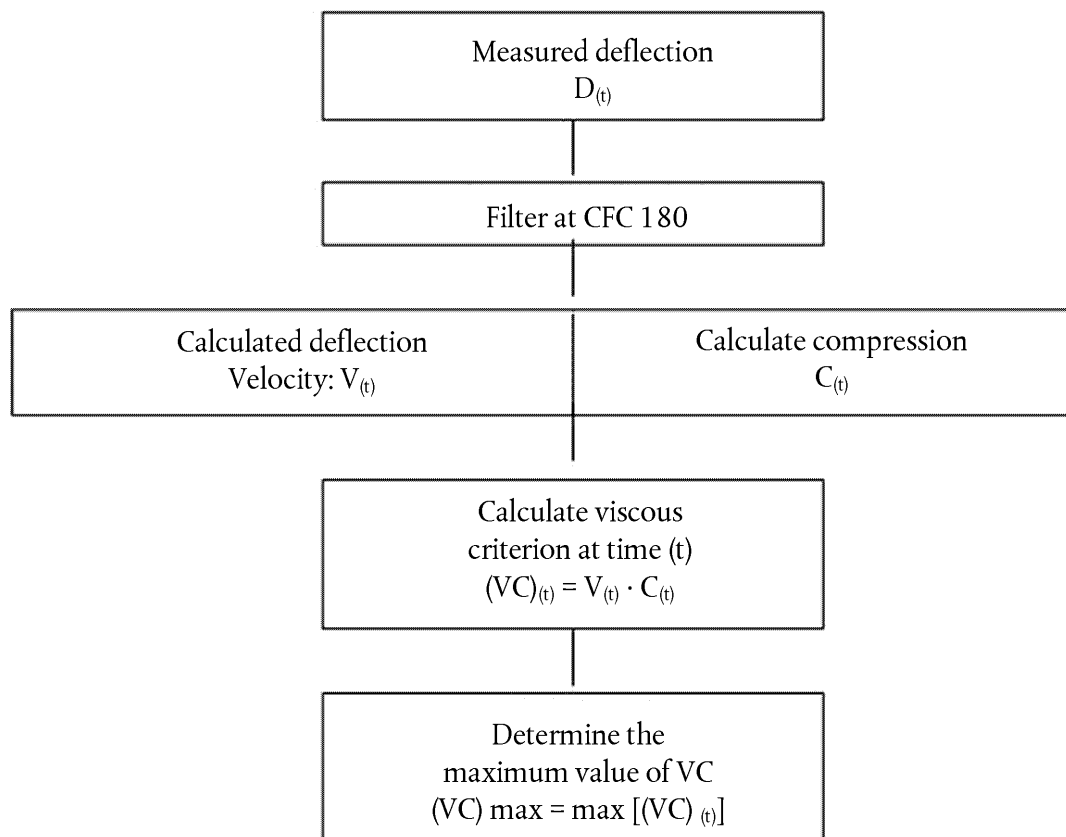 Measured deflection
D(t)
Filter at CFC 180
Calculated deflection
Velocity: V(t)
Calculate compression
C(t)
Calculate viscous
criterion at time (t)
(VC)(t) = V(t) · C(t)
Determine the
maximum value of VC
(VC) max = max [(VC) (t)]